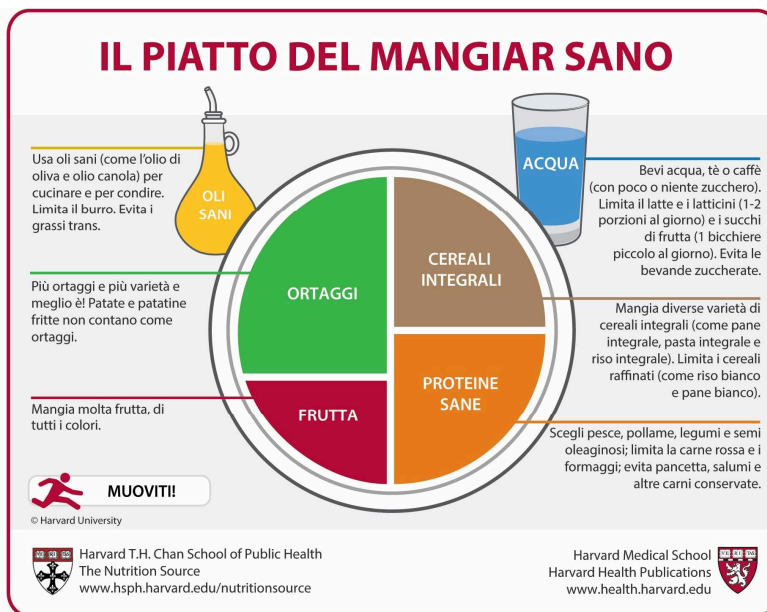 IL PIATTO DEL MANGIAR SANO
Usa oli sani (come l'olio di
oliva e olio canola) per
cucinare e per condire.
Limita il burro. Evita i
grassi trans.
OLI
SANI
ACQUA
Bevi acqua, tè o caffè
(con poco o niente zucchero).
Limita il latte e i latticini (1-2
porzioni al giorno) e i succhi
di frutta (1 bicchiere
piccolo al giorno). Evita le
bevande zuccherate.
Più ortaggi e più varietà e
meglio è! Patate e patatine
fritte non contano come
ortaggi.
ORTAGGI
CEREALI
INTEGRALI
Mangia diverse varietà di
cereali integrali (come pane
integrale, pasta integrale e
riso integrale). Limita i cereali
raffinati (come riso bianco
e pane bianco).
Mangia molta frutta, di
tutti i colori.
FRUTTA
PROTEINE
SANE
Scegli pesce, pollame, legumi e semi
oleaginosi; limita la carne rossa e i
formaggi; evita pancetta, salumi e
altre carni conservate.
MUOVITI!
© Harvard University
Harvard T.H. Chan School of Public Health
The Nutrition Source
www.hsph.harvard.edu/nutritionsource
Harvard Medical School
Harvard Health Publications
www.health.harvard.edu
VE RI TAS